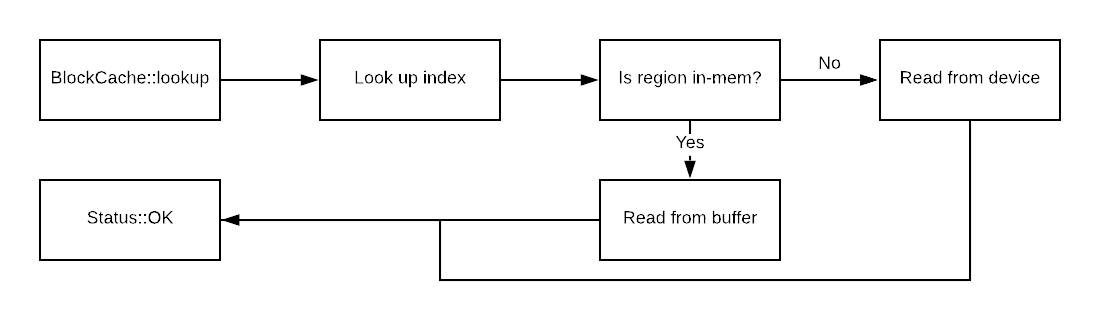 BlockCache::lookup
Look up index
Is region in-mem?
No
Read from device
Yes
Status::OK
Read from buffer